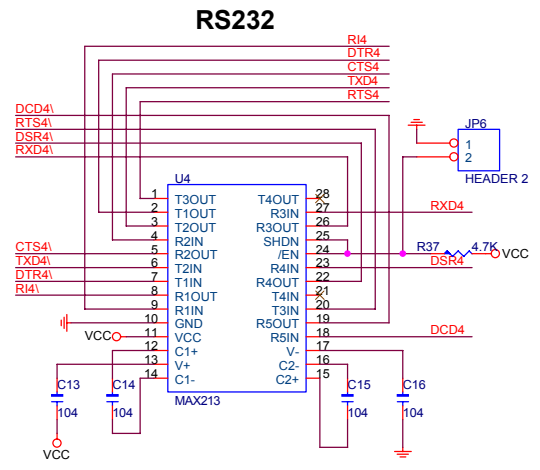 RS232
RI4
DTR4
CTS4
TXD4
RTS4
DCD4\
RTS4\
DSR4\
RXD4\
JP6
1
2
HEADER 2
U4
1 T3OUT T4OUT 28
2 T1OUT R3IN 27 RXD4
3 T2OUT R3OUT 26
4 R2IN SHDN 25
CTS4\ 5 R2OUT /EN 24 R37 4.7K VCC
TXD4\ 6 T2IN R4IN 23 DSR4
DTR4\ 7 T1IN R4OUT 22
RI4\ 8 R1OUT T4IN 21
9 R1IN T3IN 20
10 GND R5OUT 19
VCC 11 VCC R5IN 18 DCD4
12 C1+ V- 17
13 V+ C2- 16
14 C1- C2+ 15
MAX213
C13 C14 C15 C16
104 104 104 104
VCC